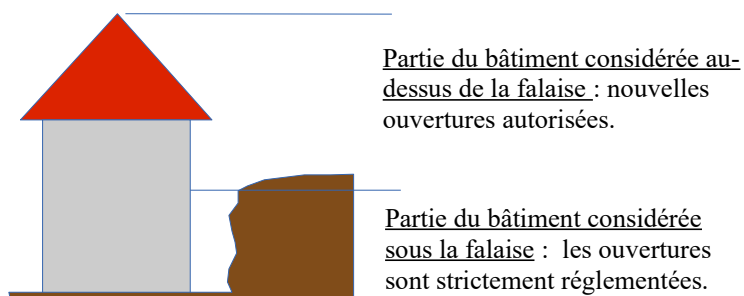 Partie du bâtiment considérée au-
dessus de la falaise : nouvelles
ouvertures autorisées.
Partie du bâtiment considérée
sous la falaise : les ouvertures
sont strictement réglementées.